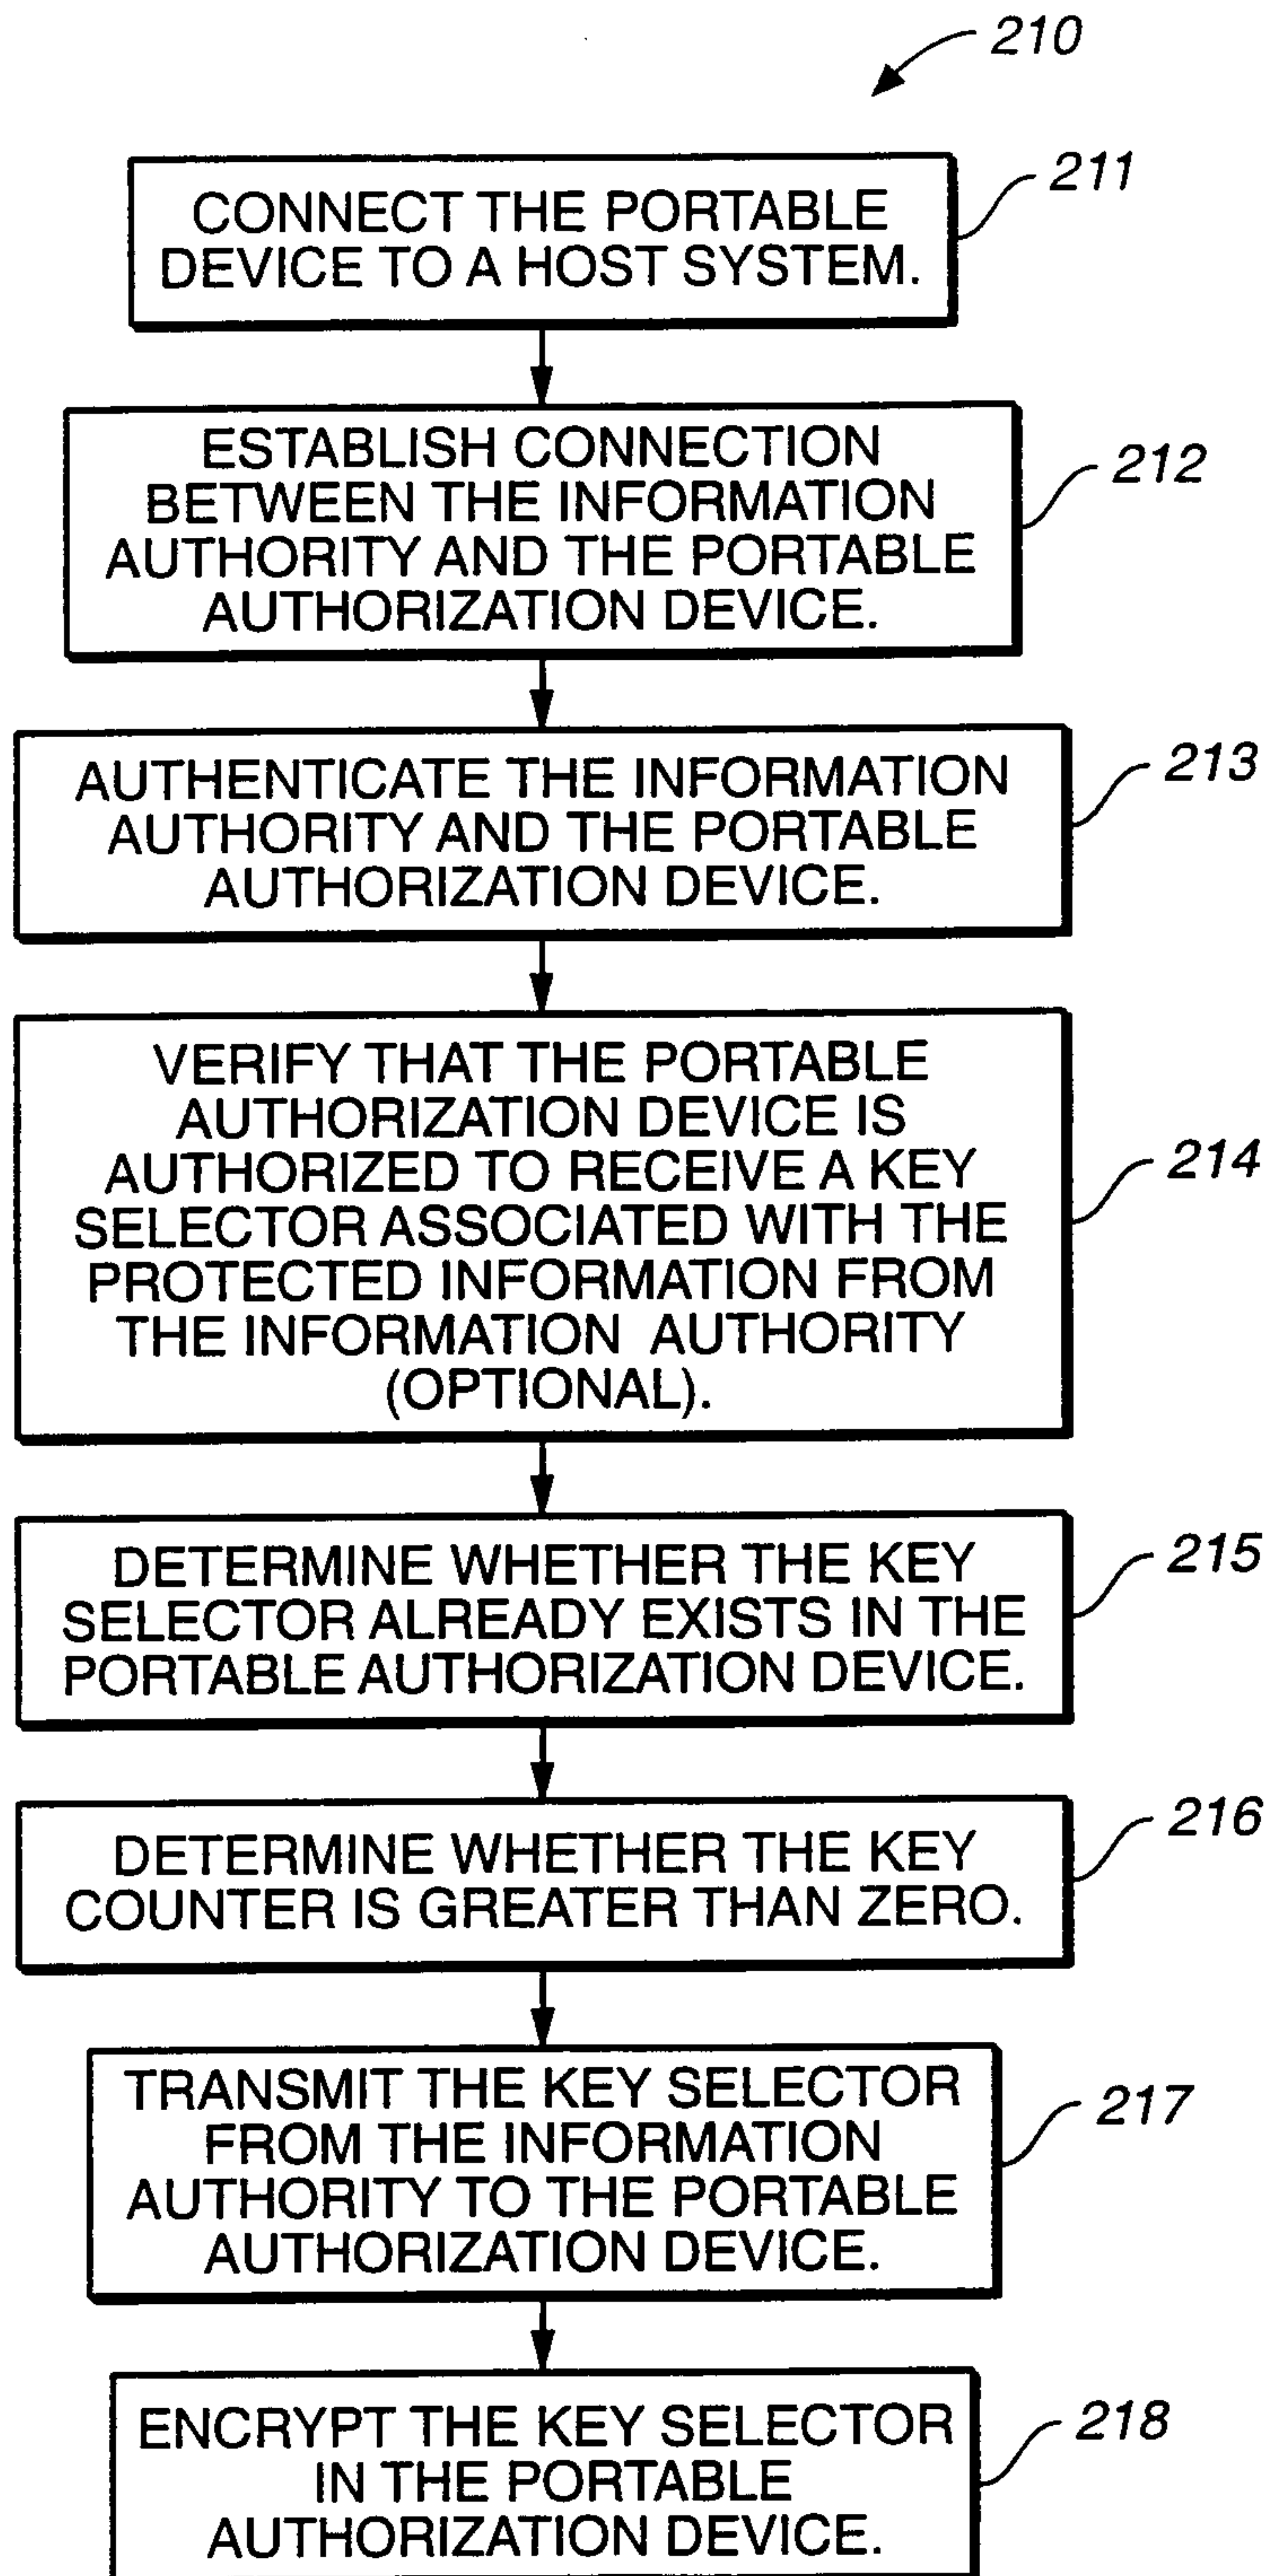 210
211
CONNECT THE PORTABLE
DEVICE TO A HOST SYSTEM.
212
ESTABLISH CONNECTION
BETWEEN THE INFORMATION
AUTHORITY AND THE PORTABLE
AUTHORIZATION DEVICE.
213
AUTHENTICATE THE INFORMATION
AUTHORITY AND THE PORTABLE
AUTHORIZATION DEVICE.
214
VERIFY THAT THE PORTABLE
AUTHORIZATION DEVICE IS
AUTHORIZED TO RECEIVE A KEY
SELECTOR ASSOCIATED WITH THE
PROTECTED INFORMATION FROM
THE INFORMATION AUTHORITY
(OPTIONAL).
215
DETERMINE WHETHER THE KEY
SELECTOR ALREADY EXISTS IN THE
PORTABLE AUTHORIZATION DEVICE.
216
DETERMINE WHETHER THE KEY
COUNTER IS GREATER THAN ZERO.
217
TRANSMIT THE KEY SELECTOR
FROM THE INFORMATION
AUTHORITY TO THE PORTABLE
AUTHORIZATION DEVICE.
218
ENCRYPT THE KEY SELECTOR
IN THE PORTABLE
AUTHORIZATION DEVICE.